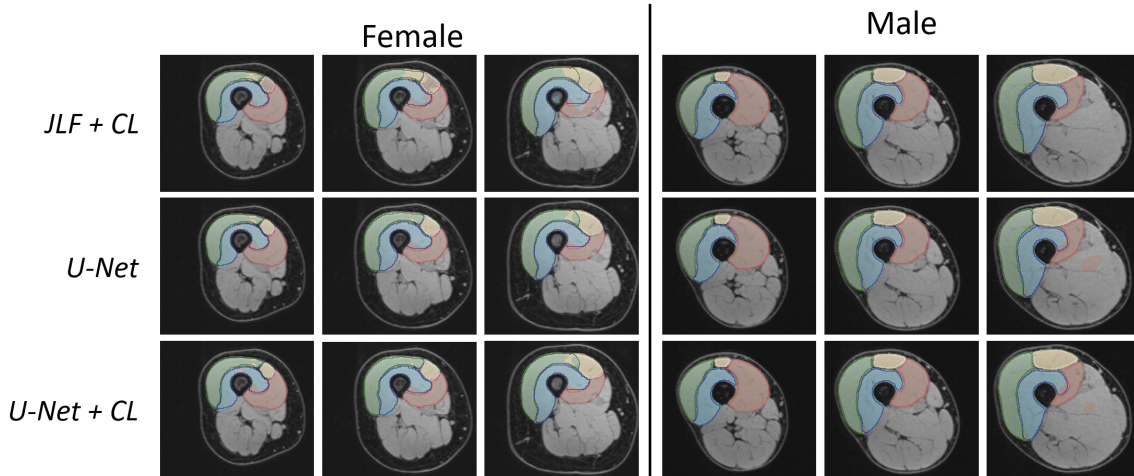 Female
Male
JLF + CL
U-Net
U-Net + CL